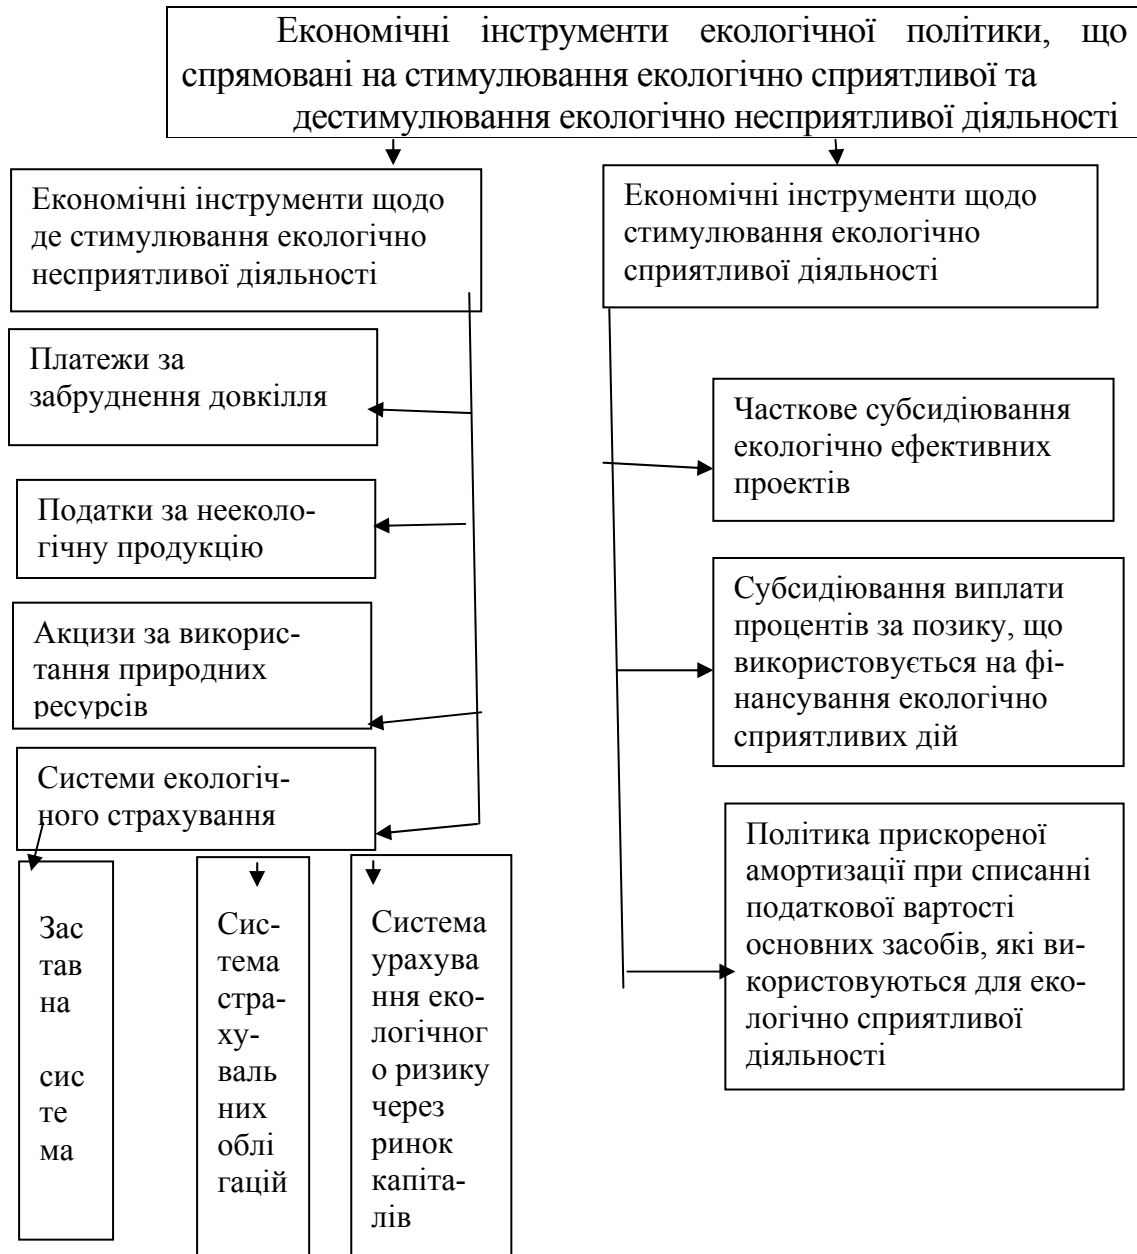 Економічні інструменти екологічної політики, що
спрямовані на стимулювання екологічно сприятливої та
дестимулювання екологічно несприятливої діяльності
Економічні інструменти щодо
де стимулювання екологічно
несприятливої діяльності
Економічні інструменти щодо
стимулювання екологічно
сприятливої діяльності
Платежи за
забруднення довкілля
Податки за нееколо-
гічну продукцію
Акцизи за викорис-
тання природних
ресурсів
Системи екологіч-
ного страхування
Зас
тав
на
сис
те
ма
Сис-
тема
стра-
ху-
валь
них
облі
гацій
Система
урахува
ння еко-
логічног
о ризику
через
ринок
капіта-
лів
Часткове субсидіювання
екологічно ефективних
проектів
Субсидіювання виплати
процентів за позику, що
використовується на фі-
нансування екологічно
сприятливих дій
Політика прискореної
амортизації при списанні
податкової вартості
основних засобів, які ви-
користовуються для еко-
логічно сприятливої
діяльності